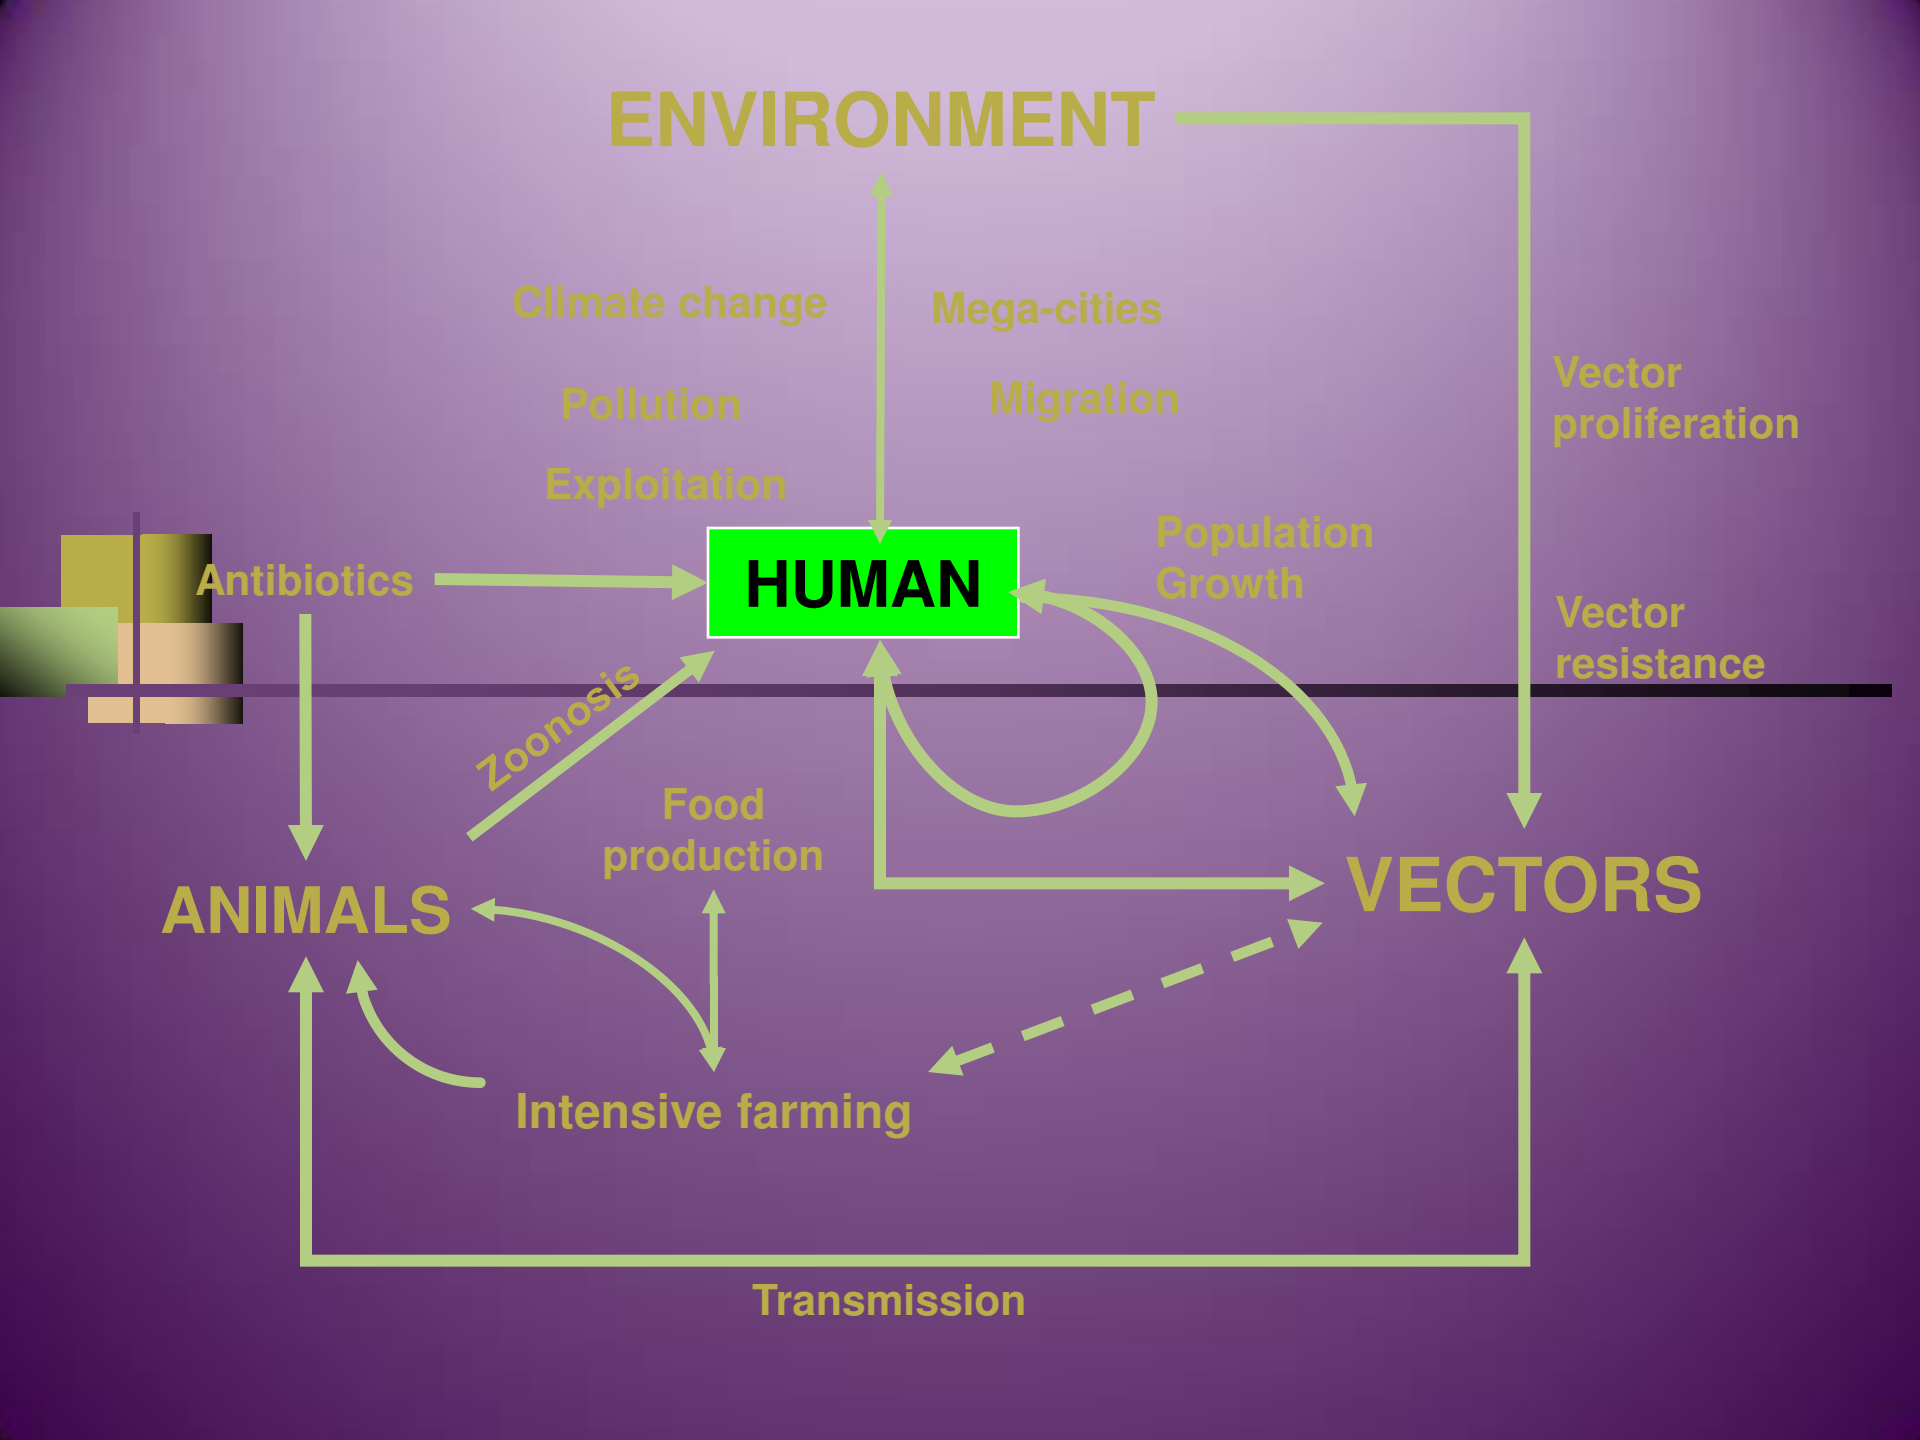 ENVIRONMENT
Climate change
Mega-cities
Pollution
Migration
Exploitation
Vector
proliferation
Antibiotics
HUMAN
Population
Growth
Vector
resistance
Zoonosis
Food
production
ANIMALS
VECTORS
Intensive farming
Transmission